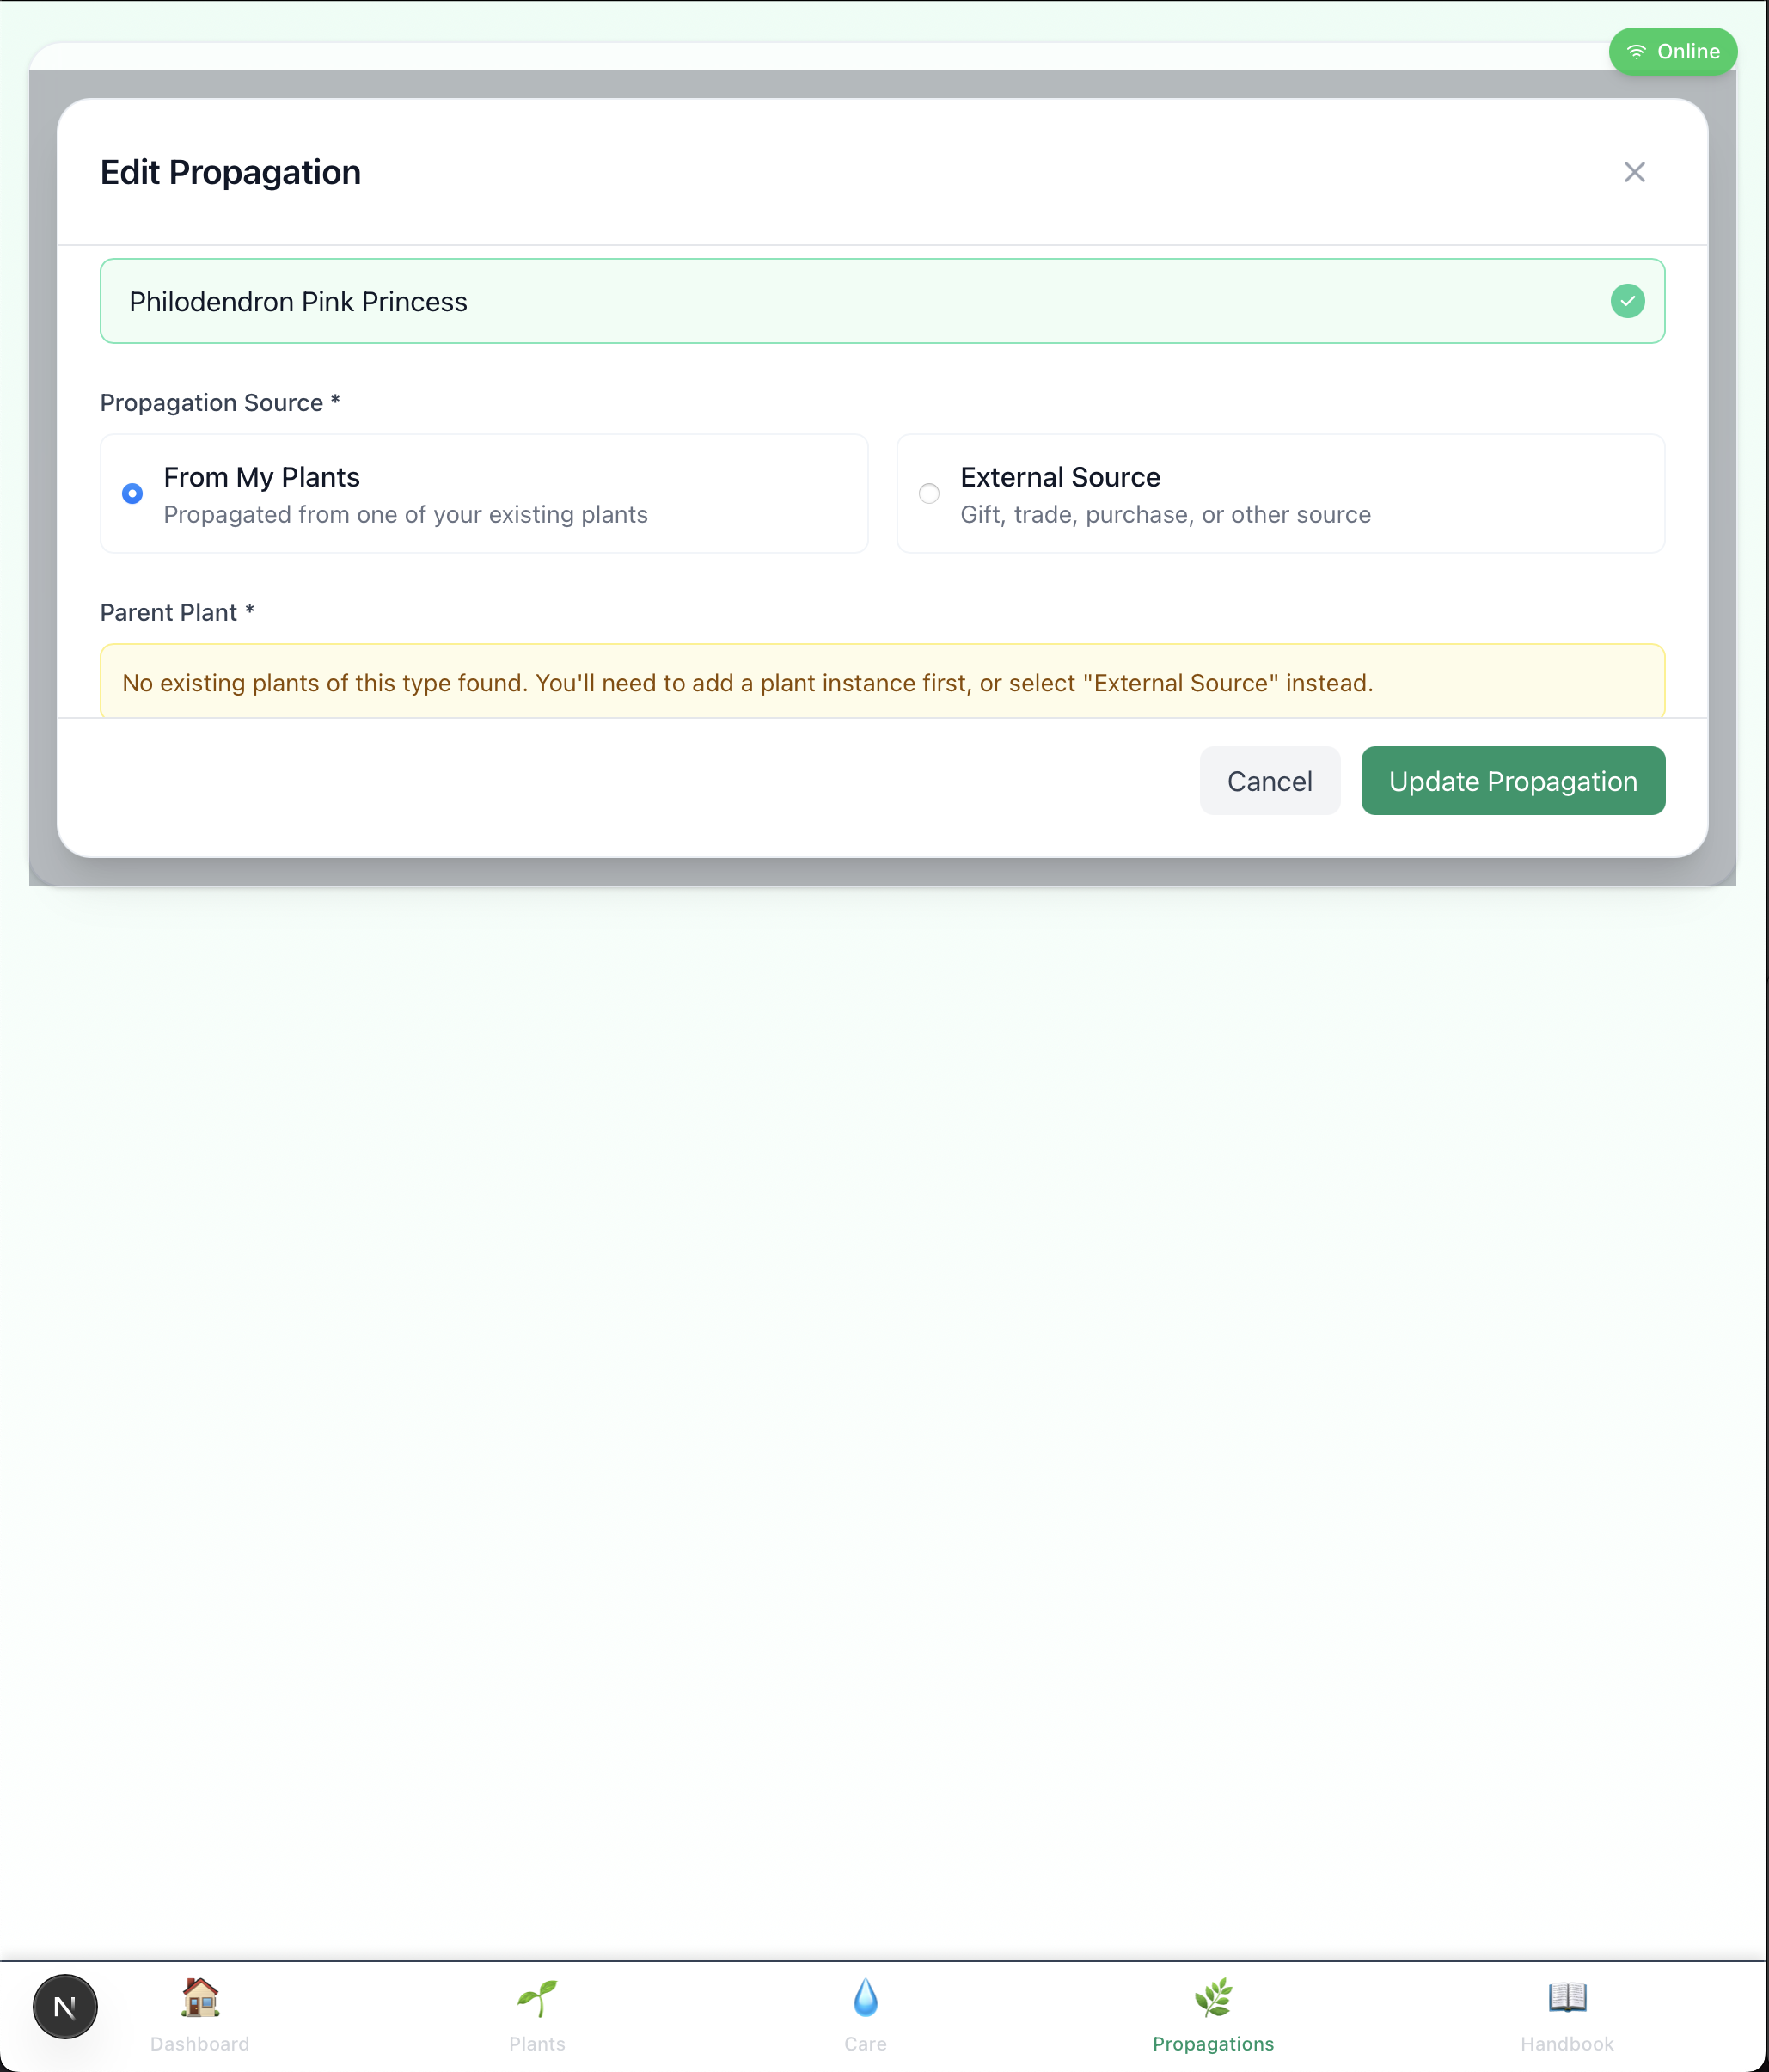 Online
Edit Propagation
Philodendron Pink Princess
Propagation Source *
From My Plants
Propagated from one of your existing plants
External Source
Gift, trade, purchase, or other source
Parent Plant *
No existing plants of this type found. You'll need to add a plant instance first, or select "External Source" instead.
Cancel
Update Propagation
N
Dashboard
Plants
Care
Propagations
Handbook